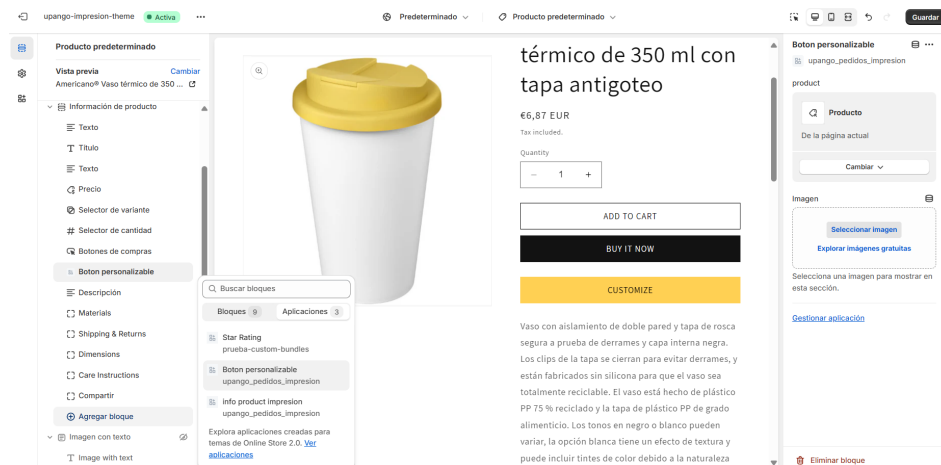 upango-impresion-theme
Activa
Predeterminado
Producto predeterminado
Guardar
Producto predeterminado
Vista previa
Cambiar
Americano® Vaso térmico de 350 ...
Información de producto
Texto
Título
Texto
Precio
Selector de variante
Selector de cantidad
Botones de compras
Boton personalizable
Descripción
Materials
Shipping & Returns
Dimensions
Care Instructions
Compartir
Agregar bloque
Imagen con texto
Image with text
Buscar bloques
Bloques 9
Aplicaciones 3
Star Rating
prueba-custom-bundles
Boton personalizable
upango_pedidos_impresion
info product impresion
upango_pedidos_impresion
Explora aplicaciones creadas para
temas de Online Store 2.0. Ver
aplicaciones
térmico de 350 ml con
tapa antigoteo
€6,87 EUR
Tax included.
Quantity
− 1 +
ADD TO CART
BUY IT NOW
CUSTOMIZE
Vaso con aislamiento de doble pared y tapa de rosca
segura a prueba de derrames y capa interna negra.
Los clips de la tapa se cierran para evitar derrames, y
están fabricados sin silicona para que el vaso sea
totalmente reciclable. El vaso está hecho de plástico
PP 75 % reciclado y la tapa de plástico PP de grado
alimenticio. Los tonos en negro o blanco pueden
variar, la opción blanca tiene un efecto de textura y
puede incluir tintes de color debido a la naturaleza
Boton personalizable
upango_pedidos_impresion
product
Producto
De la página actual
Cambiar
Imagen
Seleccionar imagen
Explorar imágenes gratuitas
Selecciona una imagen para mostrar en
esta sección.
Gestionar aplicación
Eliminar bloque